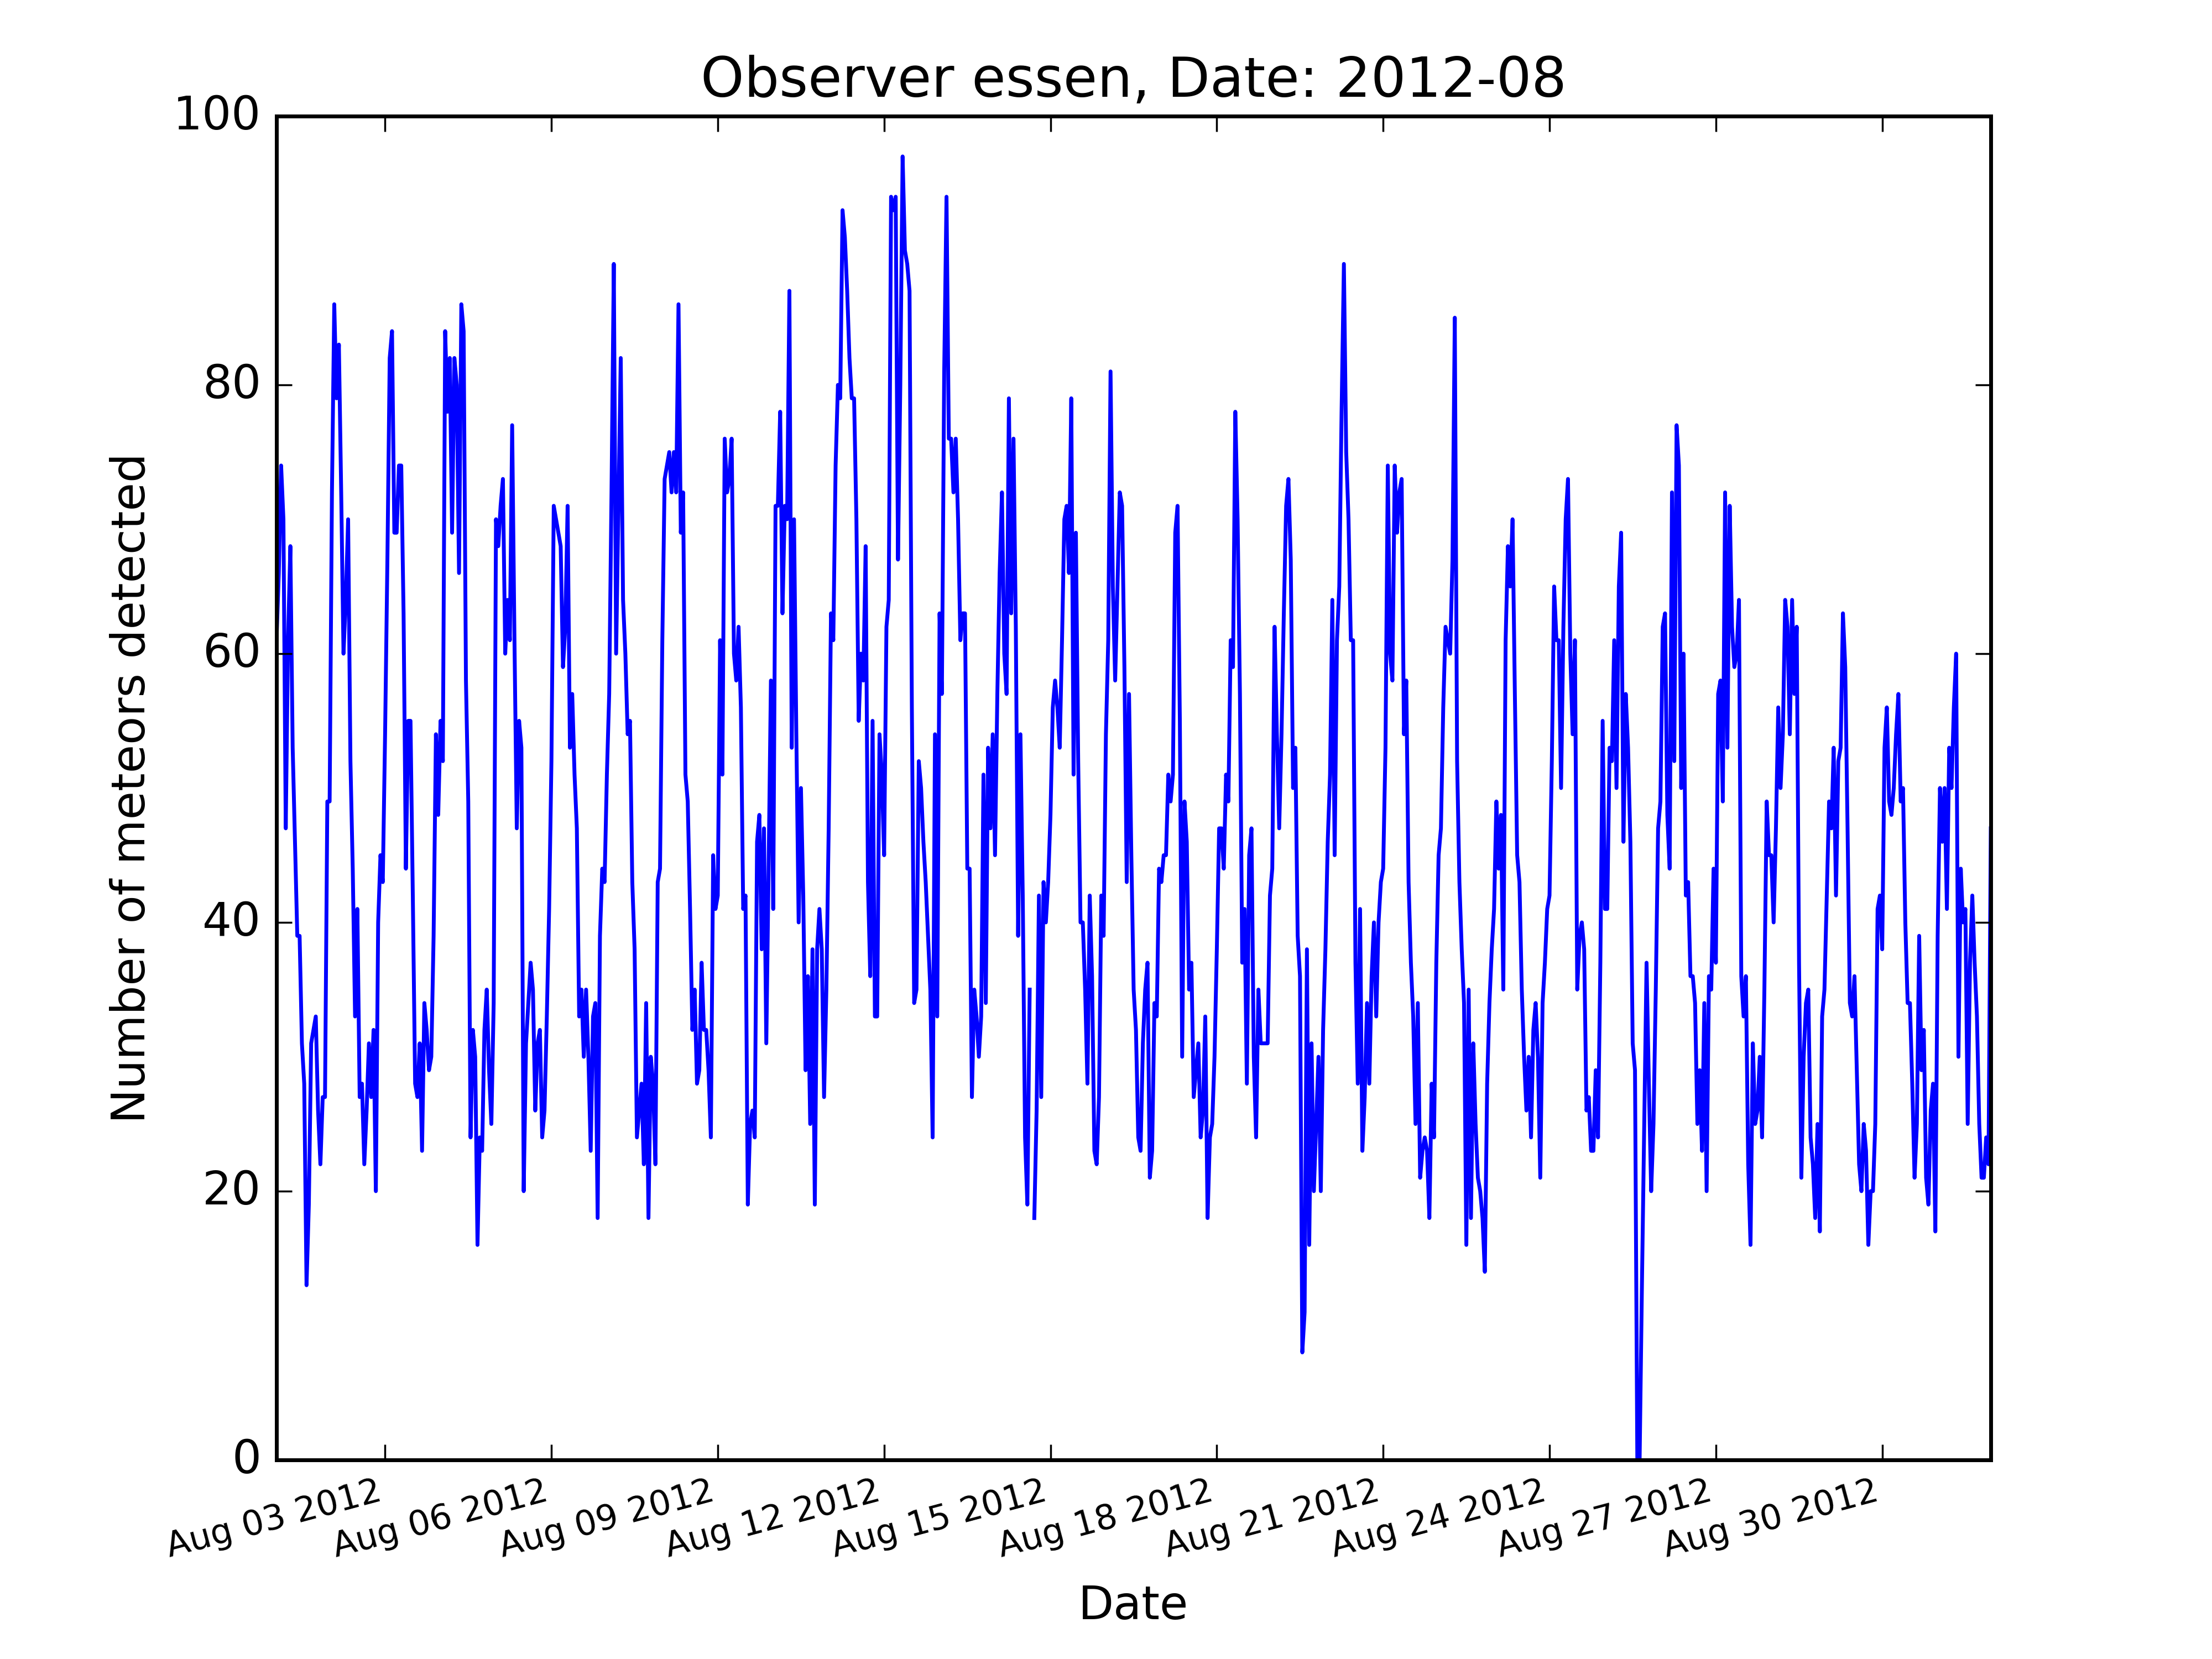 Observer essen, Date: 2012-08
100
80
60
40
20
0
Number of meteors detected
Aug 03 2012
Aug 06 2012
Aug 09 2012
Aug 12 2012
Aug 15 2012
Aug 18 2012
Aug 21 2012
Aug 24 2012
Aug 27 2012
Aug 30 2012
Date